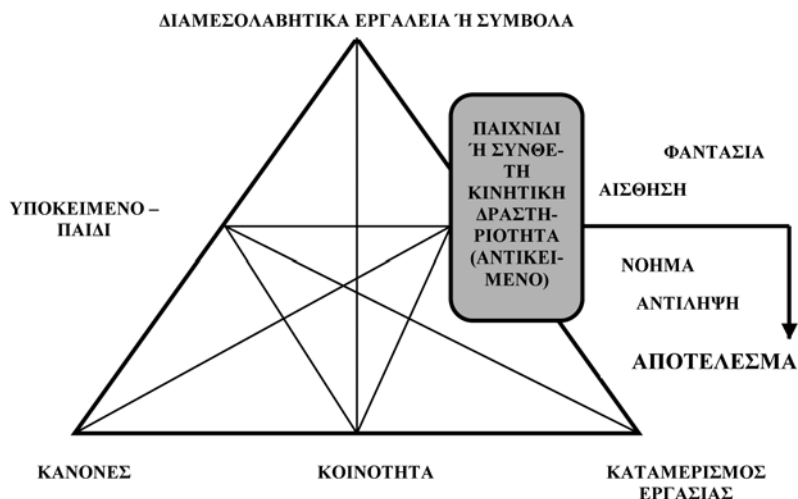 ΔΙΑΜΕΣΟΛΑΒΗΤΙΚΑ ΕΡΓΑΛΕΙΑ Ή ΣΥΜΒΟΛΑ
ΠΑΙΧΝΙΔΙ
Ή ΣΥΝΘΕ-
ΤΗ
ΚΙΝΗΤΙΚΗ
ΔΡΑΣΤΗ-
ΡΙΟΤΗΤΑ
(ΑΝΤΙΚΕΙ-
ΜΕΝΟ)
ΦΑΝΤΑΣΙΑ
ΑΙΣΘΗΣΗ
ΥΠΟΚΕΙΜΕΝΟ –
ΠΑΙΔΙ
ΝΟΗΜΑ
ΑΝΤΙΛΗΨΗ
ΑΠΟΤΕΛΕΣΜΑ
ΚΑΝΟΝΕΣ
ΚΟΙΝΟΤΗΤΑ
ΚΑΤΑΜΕΡΙΣΜΟΣ
ΕΡΓΑΣΙΑΣ